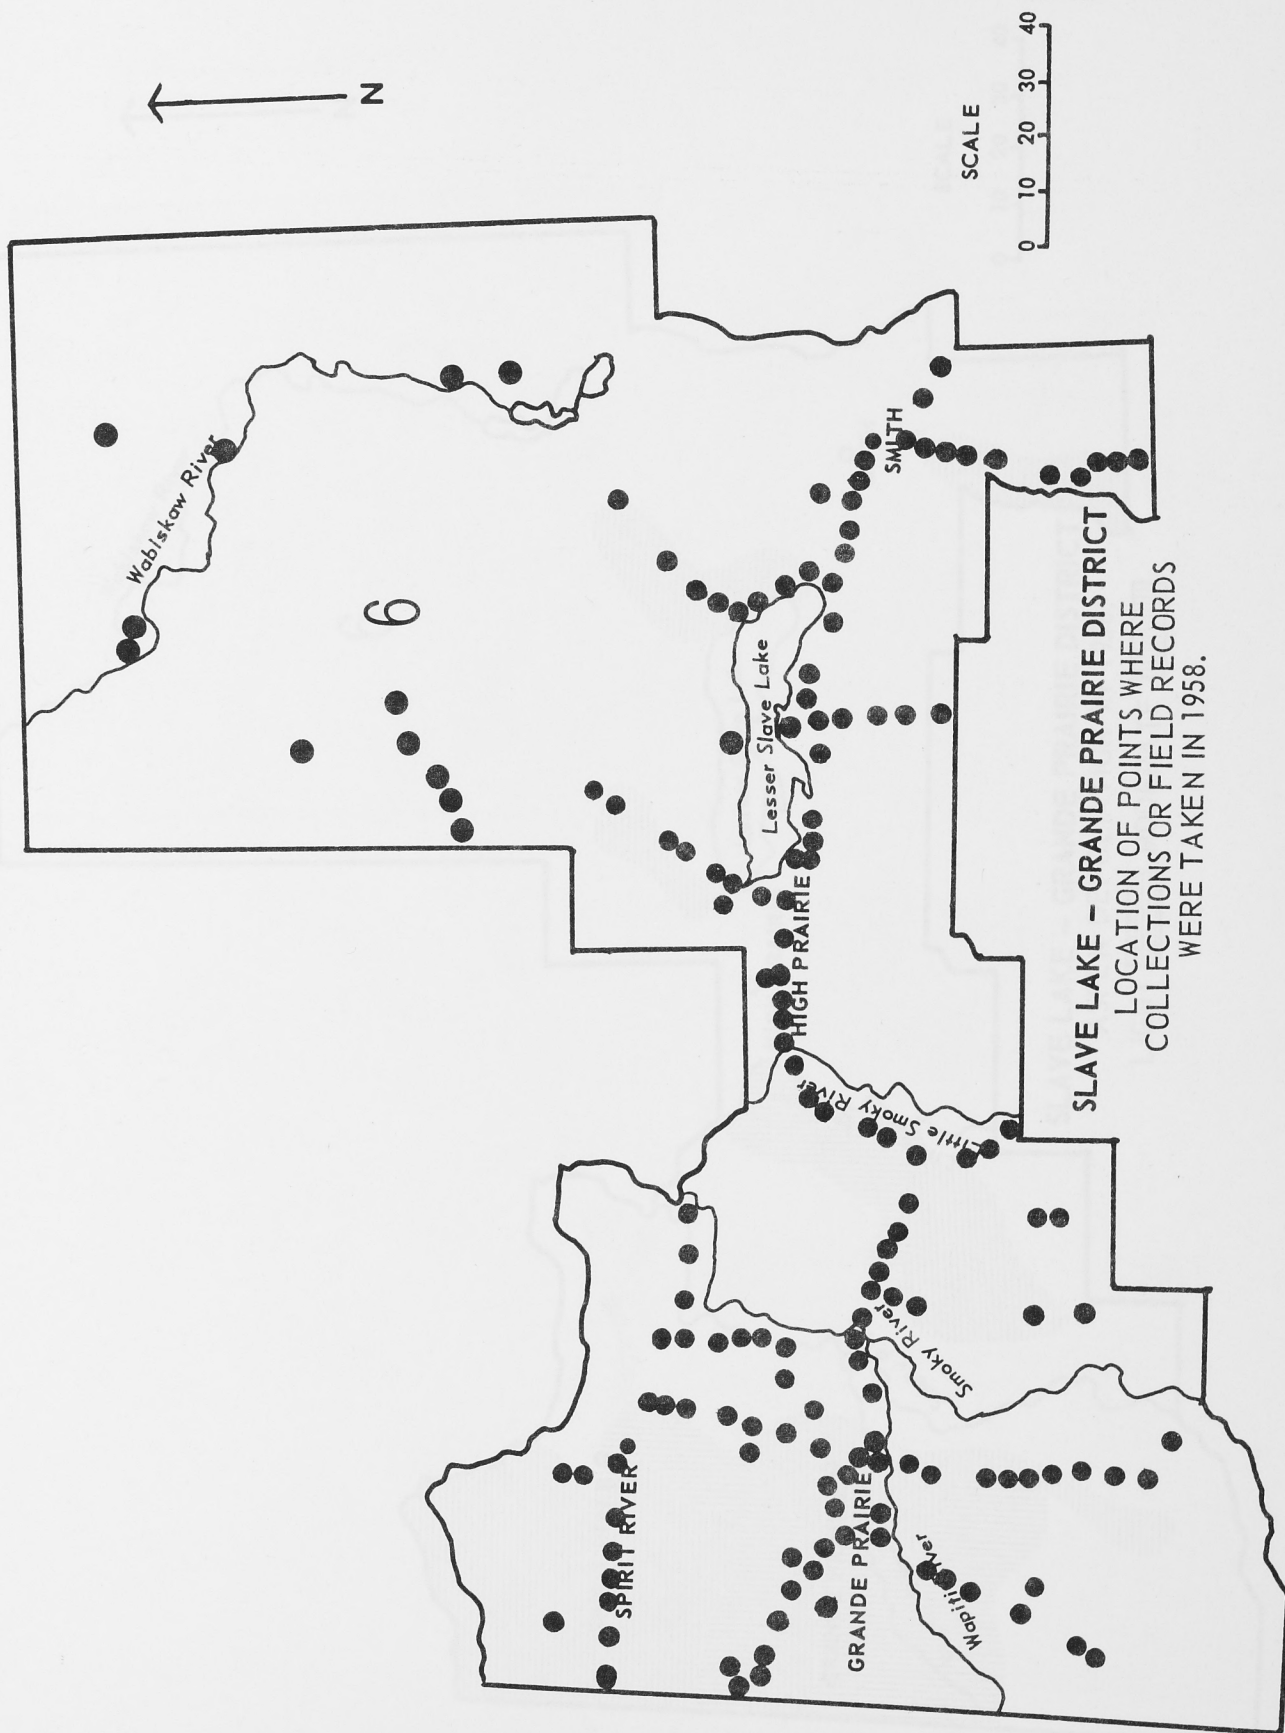 N
SCALE
0 10 20 30 40
Wabiskaw River
6
Lesser Slave Lake
SMITH
HIGH PRAIRIE
Little Smoky River
Smoky River
SPIRIT RIVER
GRANDE PRAIRIE
Wapiti River
SLAVE LAKE – GRANDE PRAIRIE DISTRICT
LOCATION OF POINTS WHERE
COLLECTIONS OR FIELD RECORDS
WERE TAKEN IN 1958.